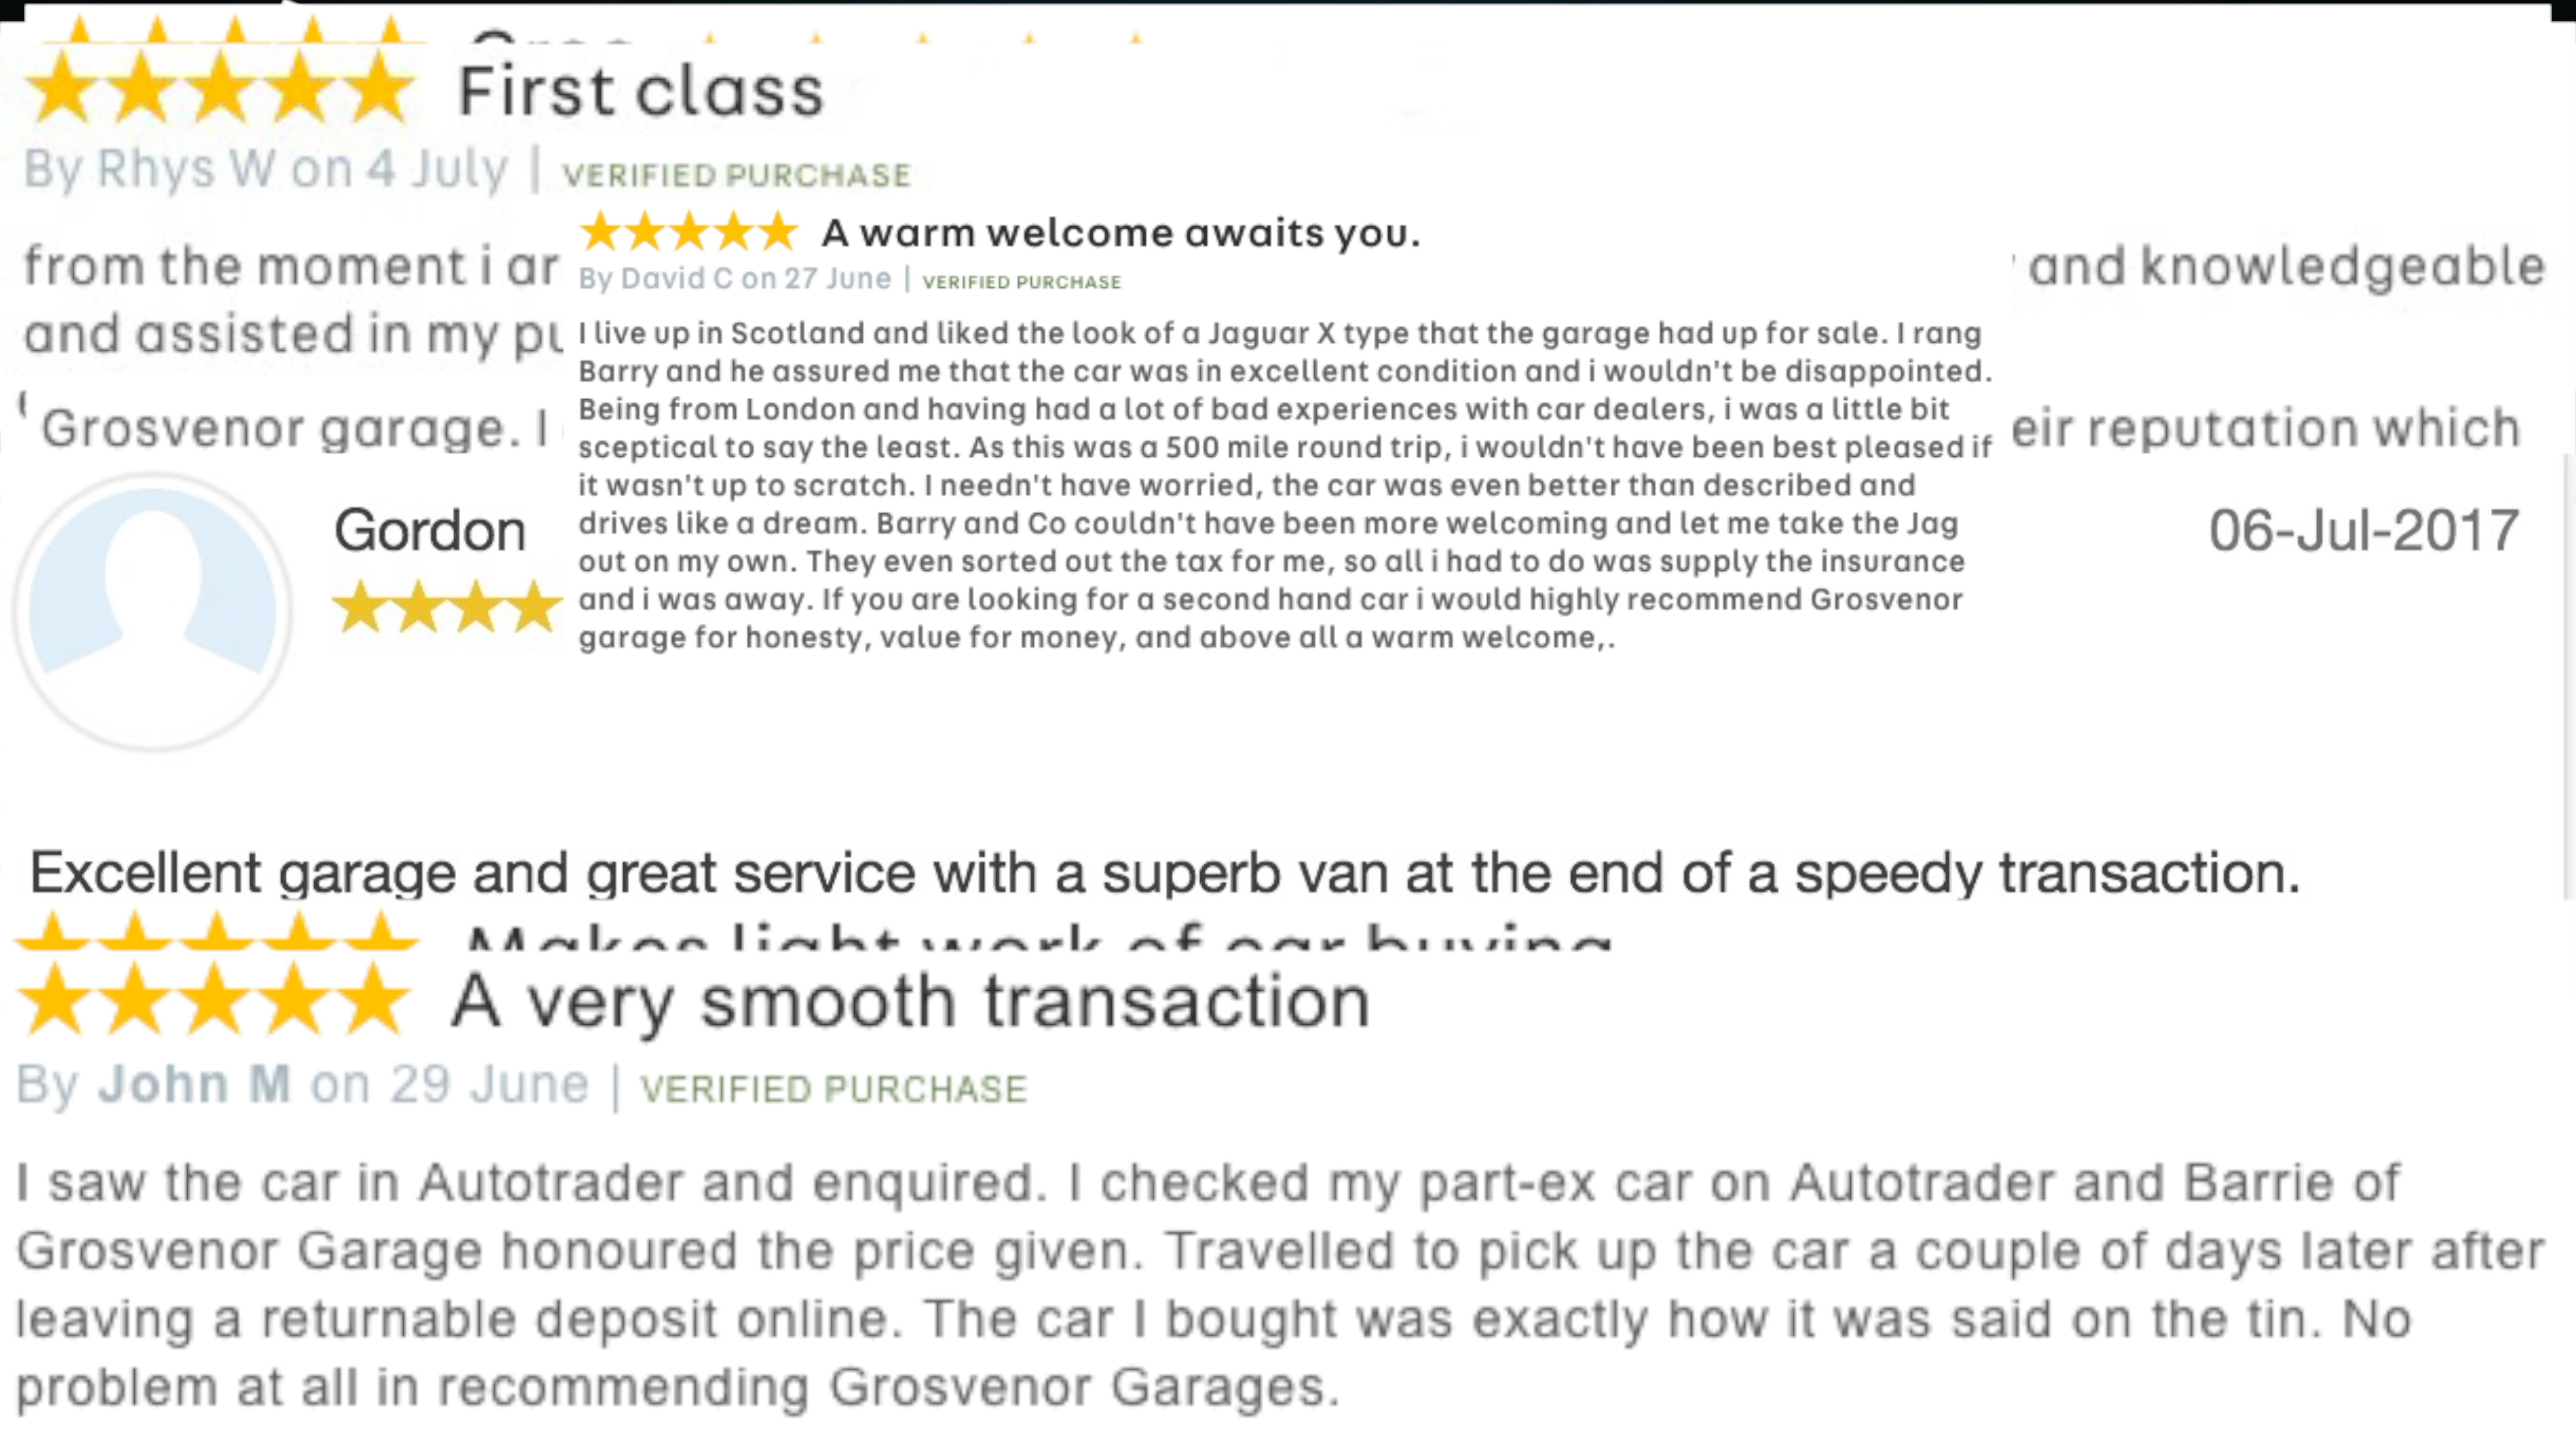 First class
By Rhys W on 4 July | VERIFIED PURCHASE
from the moment i and knowledgeable
and assisted in my
Grosvenor garage. I reputation which
A warm welcome awaits you.
By David C on 27 June | VERIFIED PURCHASE
I live up in Scotland and liked the look of a Jaguar X type that the garage had up for sale. I rang
Barry and he assured me that the car was in excellent condition and i wouldn't be disappointed.
Being from London and having had a lot of bad experiences with car dealers, i was a little bit
sceptical to say the least. As this was a 500 mile round trip, i wouldn't have been best pleased if
it wasn't up to scratch. I needn't have worried, the car was even better than described and
drives like a dream. Barry and Co couldn't have been more welcoming and let me take the Jag
out on my own. They even sorted out the tax for me, so all i had to do was supply the insurance
and i was away. If you are looking for a second hand car i would highly recommend Grosvenor
garage for honesty, value for money, and above all a warm welcome,.
Gordon
06-Jul-2017
Excellent garage and great service with a superb van at the end of a speedy transaction.
Makes light work of car buying
A very smooth transaction
By John M on 29 June | VERIFIED PURCHASE
I saw the car in Autotrader and enquired. I checked my part-ex car on Autotrader and Barrie of
Grosvenor Garage honoured the price given. Travelled to pick up the car a couple of days later after
leaving a returnable deposit online. The car I bought was exactly how it was said on the tin. No
problem at all in recommending Grosvenor Garages.